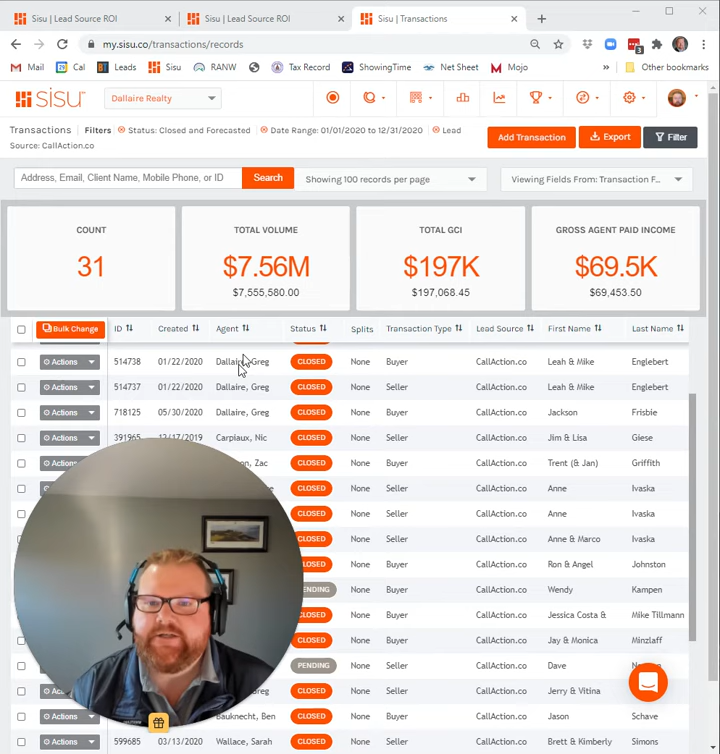 Sisu | Lead Source ROI
Sisu | Lead Source ROI
Sisu | Transactions
my.sisu.co/transactions/records
3
Mail
Cal
Leads
Sisu
RANW
Tax Record
ShowingTime
Net Sheet
Mojo
»
Other bookmarks
sisu
Dallaire Realty
Transactions
Filters
Status: Closed and Forecasted
Date Range: 01/01/2020 to 12/31/2020
Lead
Source: CallAction.co
Add Transaction
Export
Filter
Address, Email, Client Name, Mobile Phone, or ID
Search
Showing 100 records per page
Viewing Fields From: Transaction F...
COUNT
31
TOTAL VOLUME
$7.56M
$7,555,580.00
TOTAL GCI
$197K
$197,068.45
GROSS AGENT PAID INCOME
$69.5K
$69,453.50
Bulk Change ID Created Agent Status Splits Transaction Type Lead Source First Name Last Name
Actions 514738 01/22/2020 Dallaire, Greg CLOSED None Buyer CallAction.co Leah & Mike Englebert
Actions 514737 01/22/2020 Dallaire, Greg CLOSED None Seller CallAction.co Leah & Mike Englebert
Actions 718125 05/30/2020 Dallaire, Greg CLOSED None Buyer CallAction.co Jackson Frisbie
Actions 391965 12/17/2019 Carpiaux, Nic CLOSED None Seller CallAction.co Jim & Lisa Giese
Actions Zac CLOSED None Buyer CallAction.co Trent (& Jan) Griffith
CLOSED None Seller CallAction.co Anne Ivaska
CLOSED None Seller CallAction.co Anne Ivaska
CLOSED None Seller CallAction.co Anne & Marco Ivaska
CLOSED None Buyer CallAction.co Ron & Angel Johnston
PENDING None Buyer CallAction.co Wendy Kampen
CLOSED None Buyer CallAction.co Jessica Costa & Mike Tillmann
CLOSED None Buyer CallAction.co Jay & Monica Minzlaff
PENDING None Seller CallAction.co Dave
Greg CLOSED None Seller CallAction.co Jerry & Vitina
Actions Bauknecht, Ben CLOSED None Buyer CallAction.co Jason Schave
Actions 599685 03/13/2020 Wallace, Sarah CLOSED None Seller CallAction.co Brett & Kimberly Simons